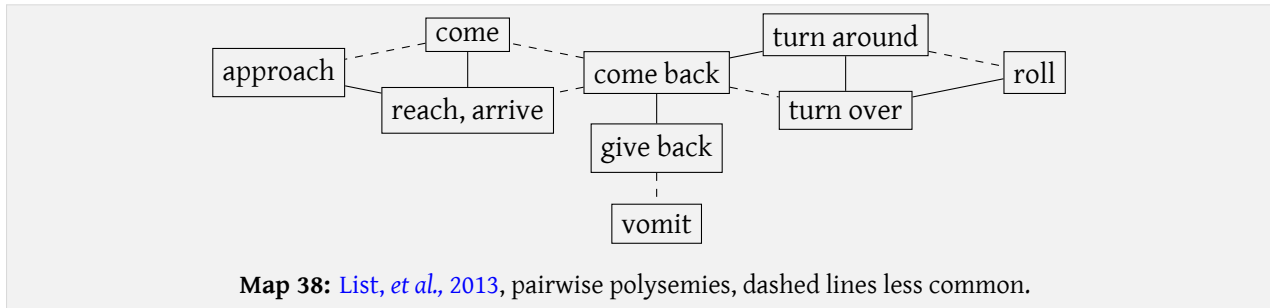 come
turn around
approach
come back
roll
reach, arrive
turn over
give back
vomit
Map 38: List, et al., 2013, pairwise polysemies, dashed lines less common.